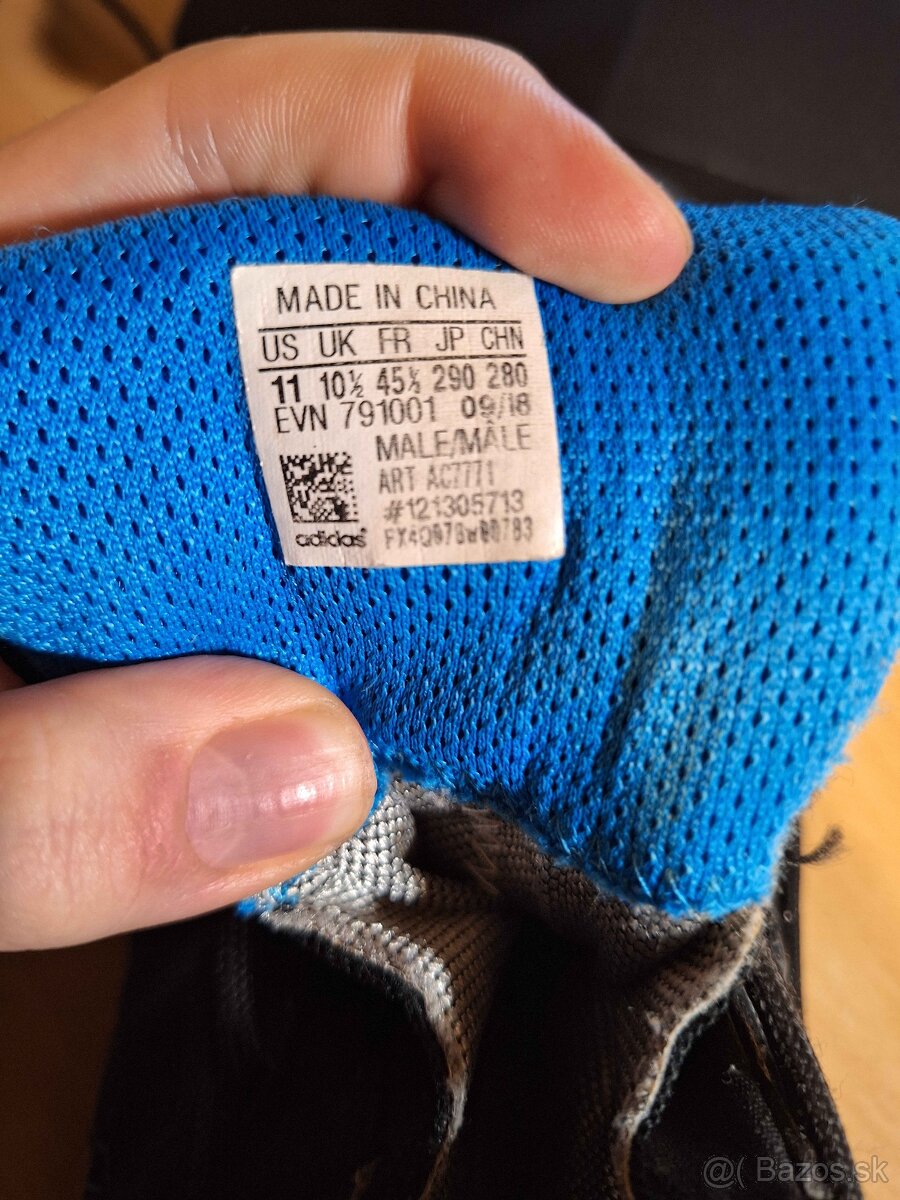 MADE IN CHINA
US UK FR JP CHN
11 10½ 45⅓ 290 280
EVN 791001 09/18
MALE/MÂLE
ART AC7771
#121305713
adidas
@( Bazos.sk